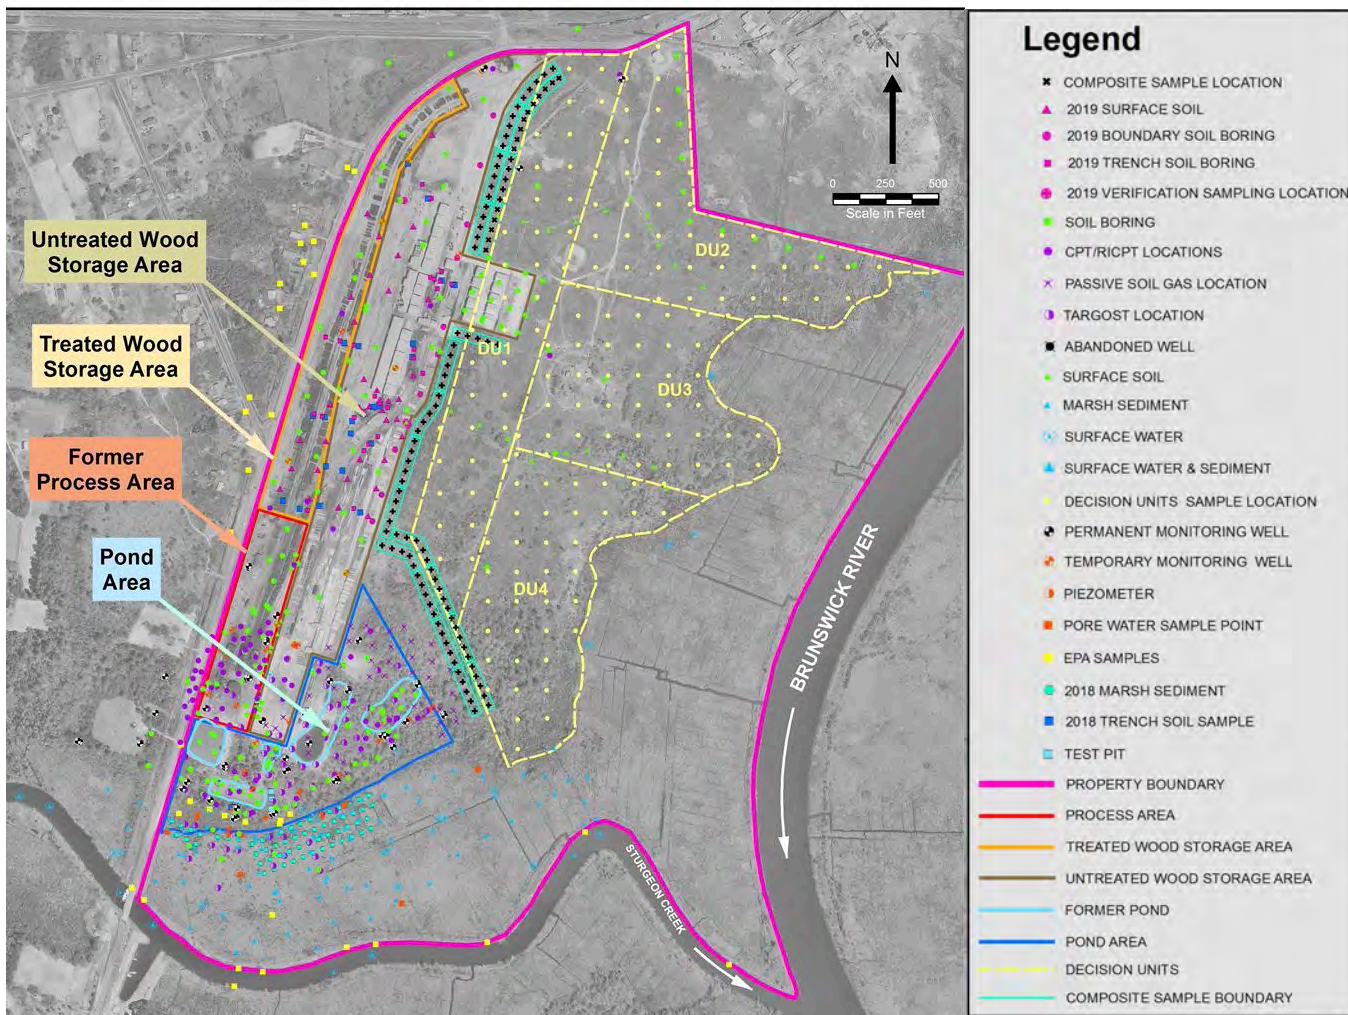 N
0 250 500
Scale in Feet
Untreated Wood
Storage Area
Treated Wood
Storage Area
Former
Process Area
Pond
Area
DU2
DU1
DU3
DU4
BRUNSWICK RIVER
STURGEON CREEK
Legend
COMPOSITE SAMPLE LOCATION
2019 SURFACE SOIL
2019 BOUNDARY SOIL BORING
2019 TRENCH SOIL BORING
2019 VERIFICATION SAMPLING LOCATION
SOIL BORING
CPT/RICPT LOCATIONS
PASSIVE SOIL GAS LOCATION
TARGOST LOCATION
ABANDONED WELL
SURFACE SOIL
MARSH SEDIMENT
SURFACE WATER
SURFACE WATER & SEDIMENT
DECISION UNITS SAMPLE LOCATION
PERMANENT MONITORING WELL
TEMPORARY MONITORING WELL
PIEZOMETER
PORE WATER SAMPLE POINT
EPA SAMPLES
2018 MARSH SEDIMENT
2018 TRENCH SOIL SAMPLE
TEST PIT
PROPERTY BOUNDARY
PROCESS AREA
TREATED WOOD STORAGE AREA
UNTREATED WOOD STORAGE AREA
FORMER POND
POND AREA
DECISION UNITS
COMPOSITE SAMPLE BOUNDARY